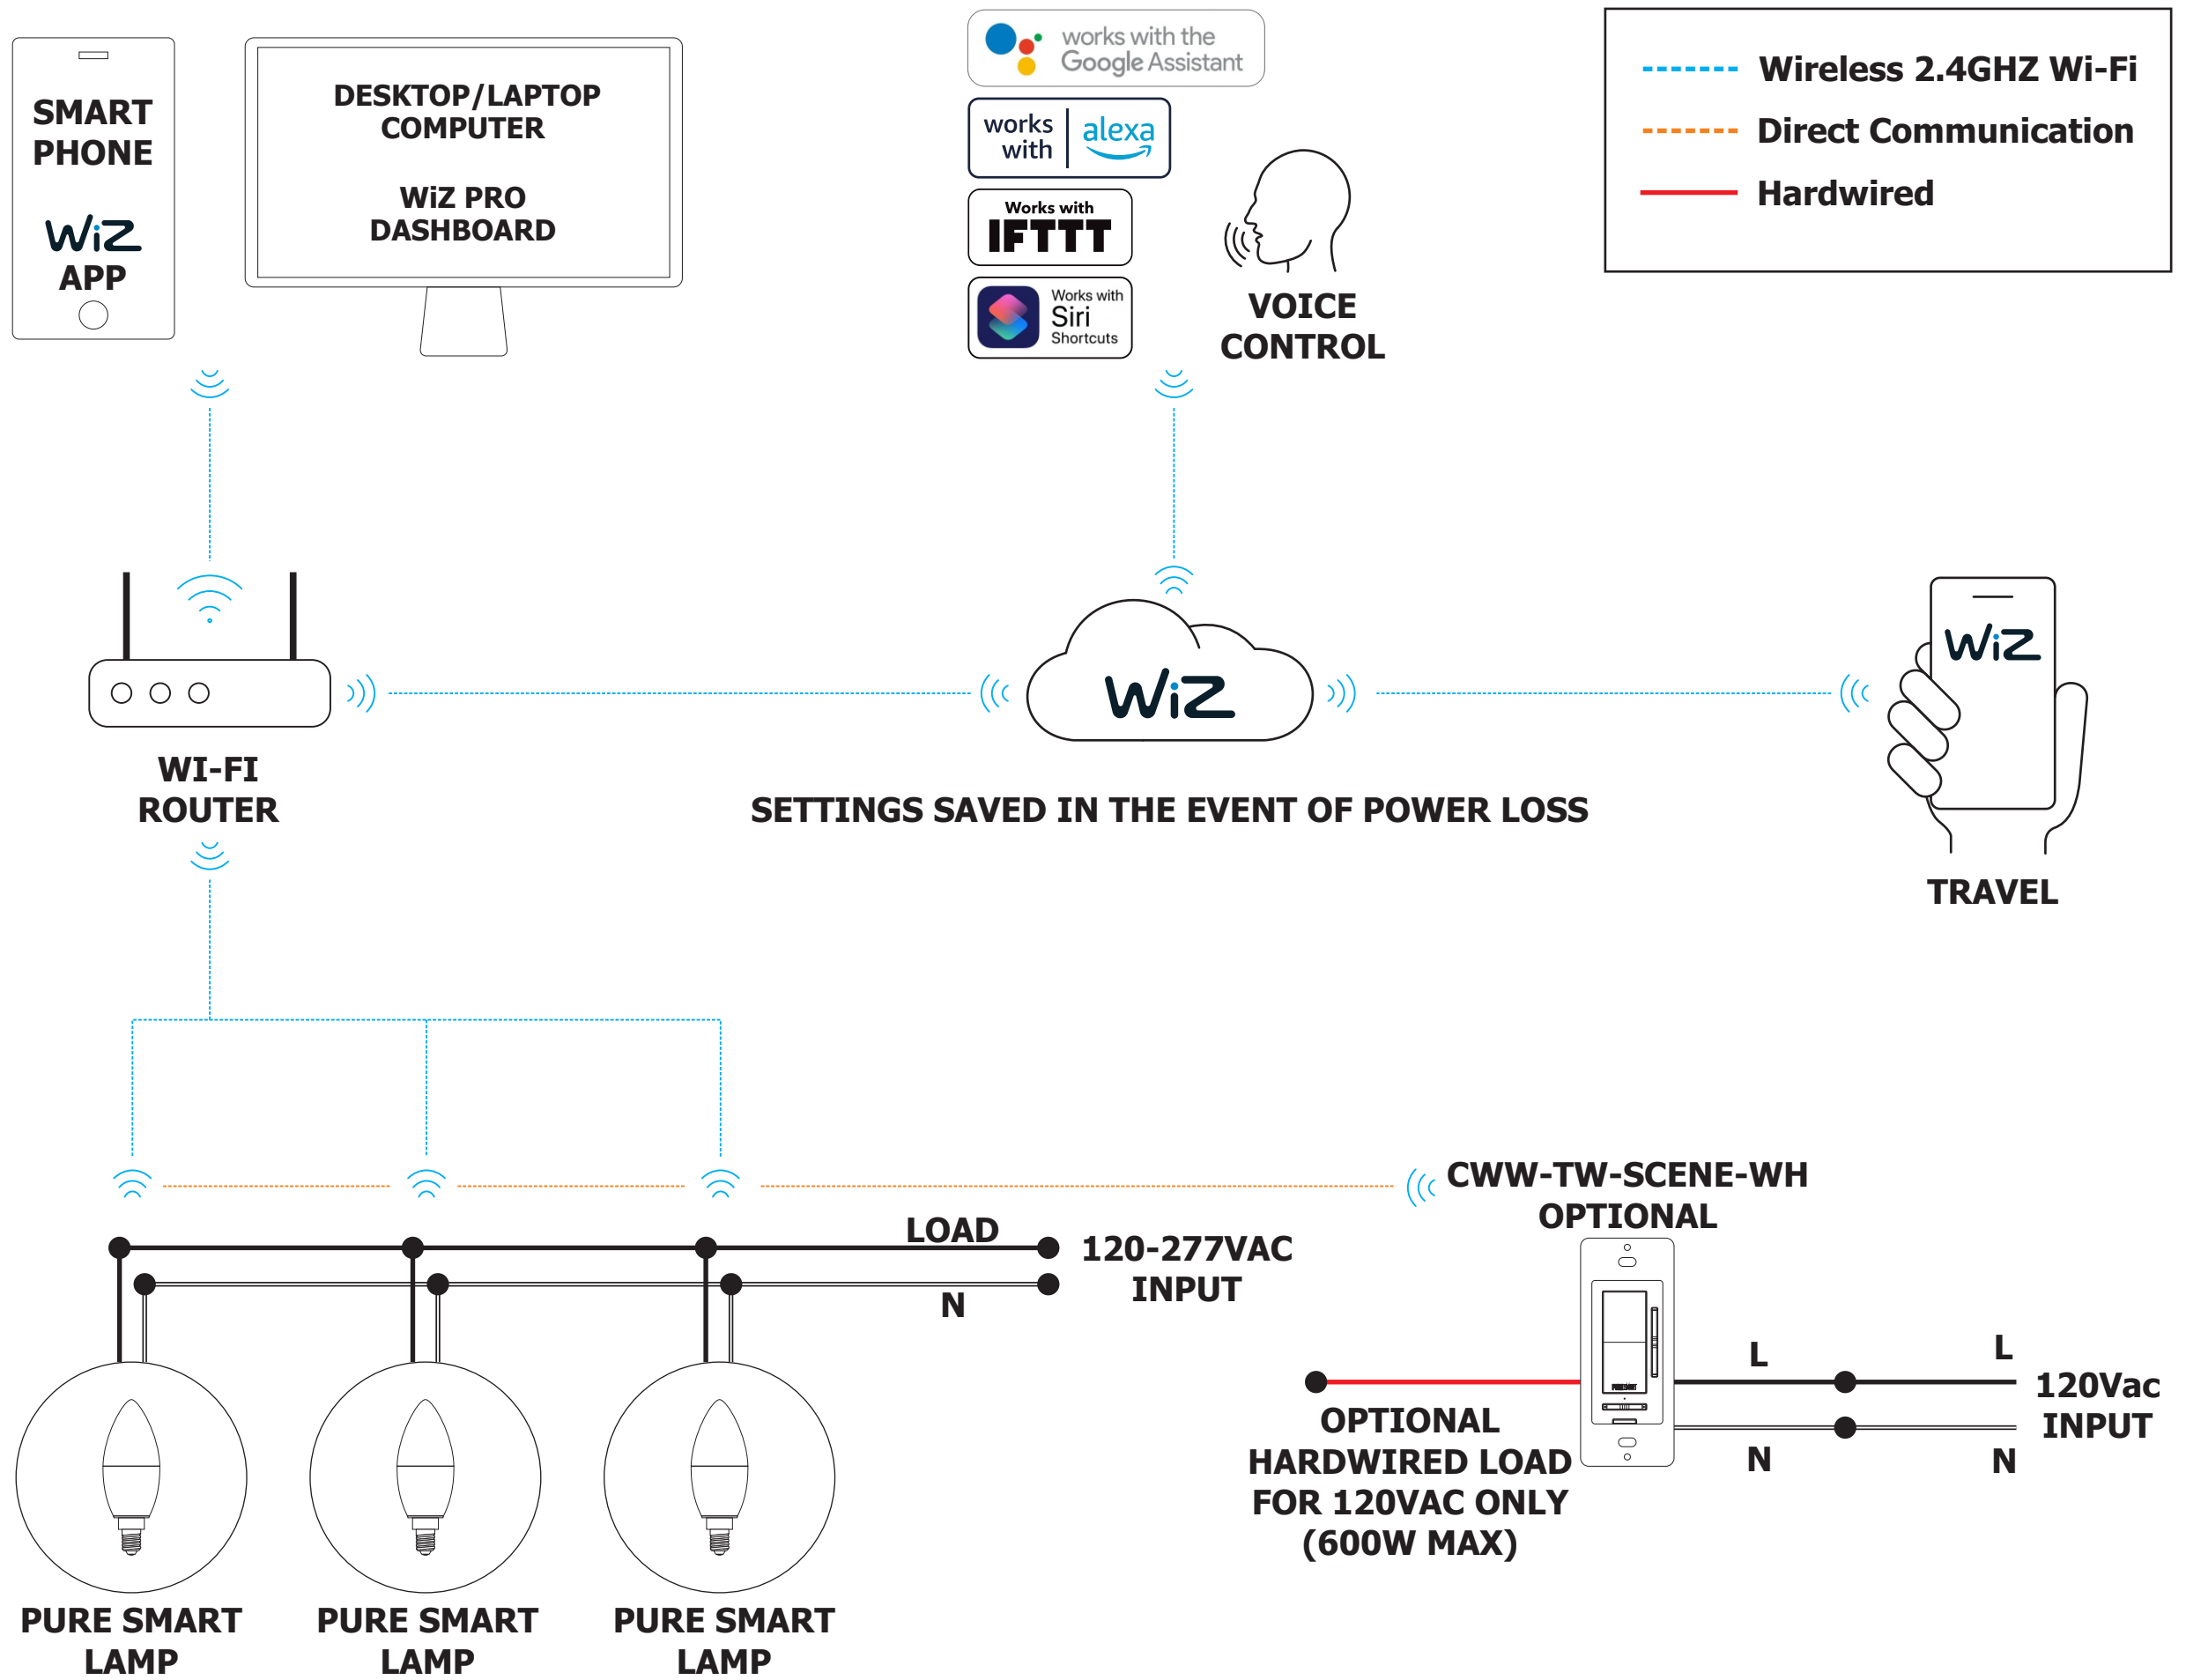 SMART
PHONE
WiZ
APP
DESKTOP/LAPTOP
COMPUTER
WiZ PRO
DASHBOARD
works with the
Google Assistant
works
with
alexa
Works with
IFTTT
Works with
Siri
Shortcuts
VOICE
CONTROL
Wireless 2.4GHZ Wi-Fi
Direct Communication
Hardwired
WiZ
WiZ
WI-FI
ROUTER
SETTINGS SAVED IN THE EVENT OF POWER LOSS
TRAVEL
CWW-TW-SCENE-WH
OPTIONAL
LOAD
120-277VAC
INPUT
N
L
L
120Vac
INPUT
N
N
OPTIONAL
HARDWIRED LOAD
FOR 120VAC ONLY
(600W MAX)
PURE SMART
LAMP
PURE SMART
LAMP
PURE SMART
LAMP